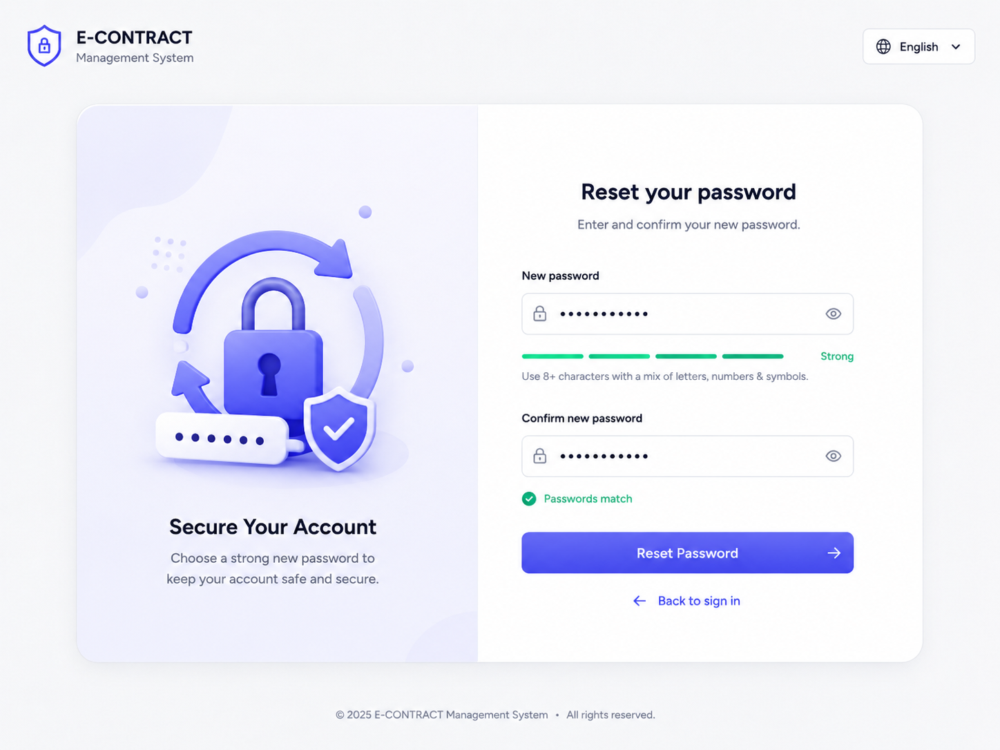 E-CONTRACT
Management System
English
Secure Your Account
Choose a strong new password to
keep your account safe and secure.
Reset your password
Enter and confirm your new password.
New password
•••••••••••
Strong
Use 8+ characters with a mix of letters, numbers & symbols.
Confirm new password
•••••••••••
Passwords match
Reset Password
Back to sign in
© 2025 E-CONTRACT Management System • All rights reserved.